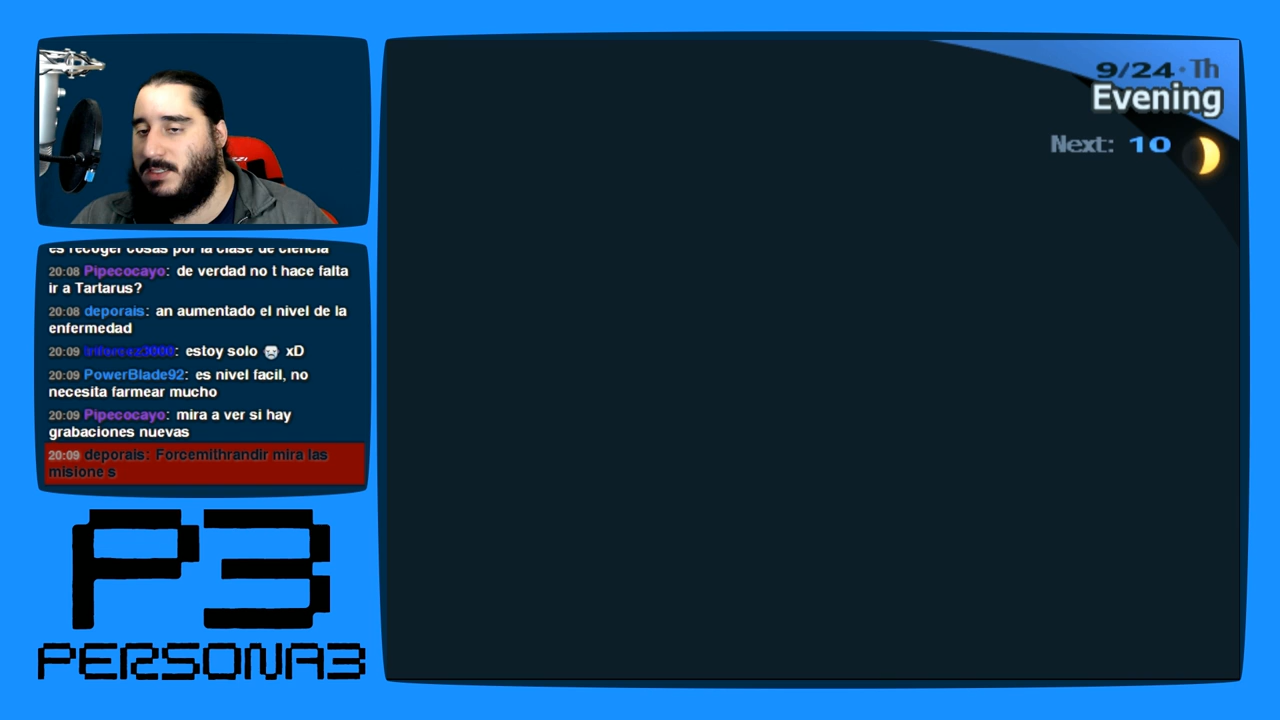 9/24・Th
Evening
Next: 10
es recoger cosas por la clase de ciencia
20:08 Pipecocayo: de verdad no t hace falta
ir a Tartarus?
20:08 deporais: an aumentado el nivel de la
enfermedad
20:09 : estoy solo xD
20:09 PowerBlade92: es nivel facil, no
necesita farmear mucho
20:09 Pipecocayo: mira a ver si hay
grabaciones nuevas
20:09 deporais: Forcemithrandir mira las
misione s
P3
PERSONA3